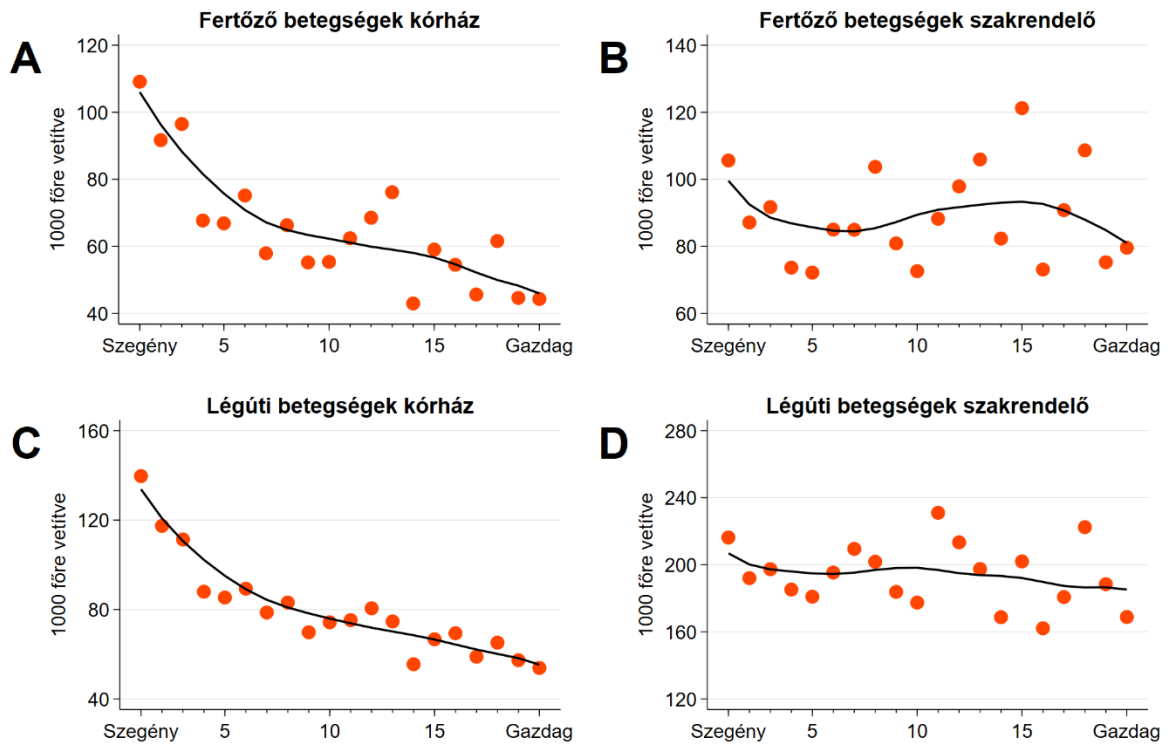 A
Fertőző betegségek kórház
1000 főre vetítve
120
100
80
60
40
Szegény 5 10 15 Gazdag
B
Fertőző betegségek szakrendelő
1000 főre vetítve
140
120
100
80
60
Szegény 5 10 15 Gazdag
C
Légúti betegségek kórház
1000 főre vetítve
160
120
80
40
Szegény 5 10 15 Gazdag
D
Légúti betegségek szakrendelő
1000 főre vetítve
280
240
200
160
120
Szegény 5 10 15 Gazdag